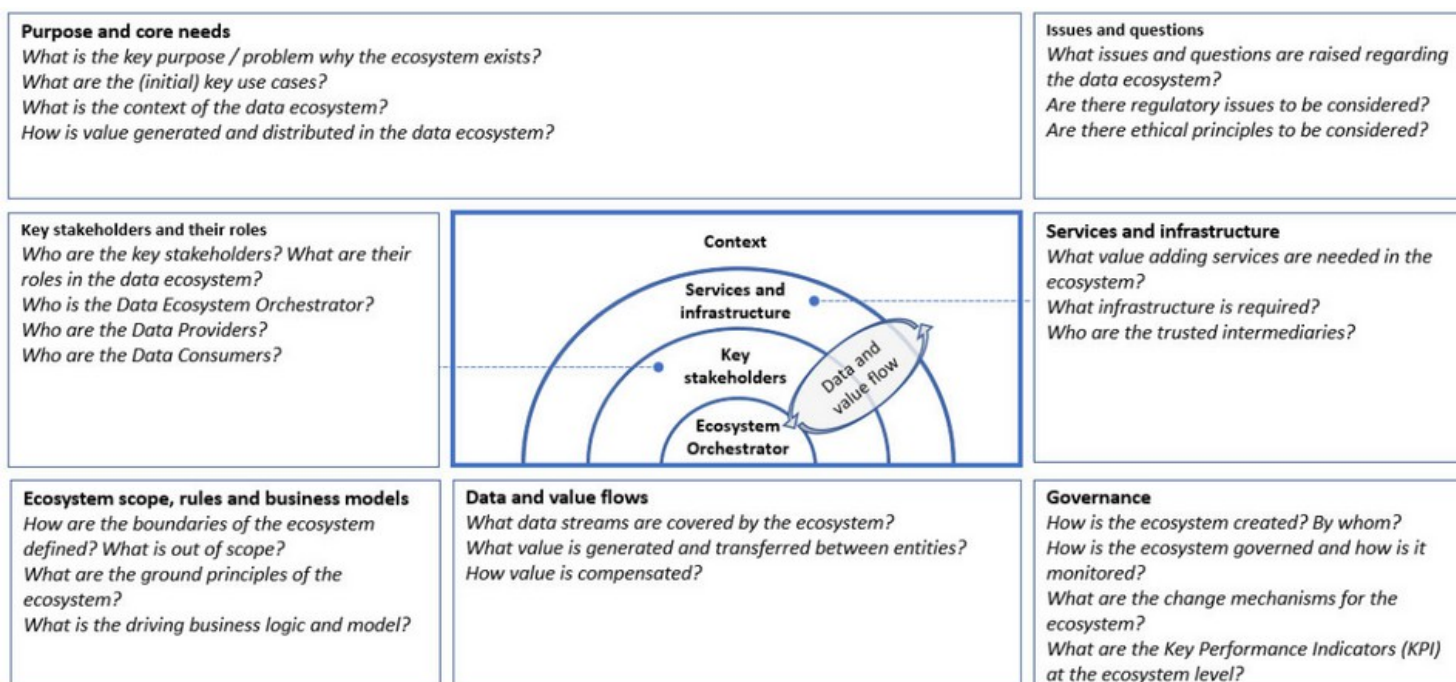 Purpose and core needs
What is the key purpose / problem why the ecosystem exists?
What are the (initial) key use cases?
What is the context of the data ecosystem?
How is value generated and distributed in the data ecosystem?
Issues and questions
What issues and questions are raised regarding
the data ecosystem?
Are there regulatory issues to be considered?
Are there ethical principles to be considered?
Key stakeholders and their roles
Who are the key stakeholders? What are their
roles in the data ecosystem?
Who is the Data Ecosystem Orchestrator?
Who are the Data Providers?
Who are the Data Consumers?
Context
Services and
infrastructure
Key
stakeholders
Data and
value flow
Ecosystem
Orchestrator
Services and infrastructure
What value adding services are needed in the
ecosystem?
What infrastructure is required?
Who are the trusted intermediaries?
Ecosystem scope, rules and business models
How are the boundaries of the ecosystem
defined? What is out of scope?
What are the ground principles of the
ecosystem?
What is the driving business logic and model?
Data and value flows
What data streams are covered by the ecosystem?
What value is generated and transferred between entities?
How value is compensated?
Governance
How is the ecosystem created? By whom?
How is the ecosystem governed and how is it
monitored?
What are the change mechanisms for the
ecosystem?
What are the Key Performance Indicators (KPI)
at the ecosystem level?